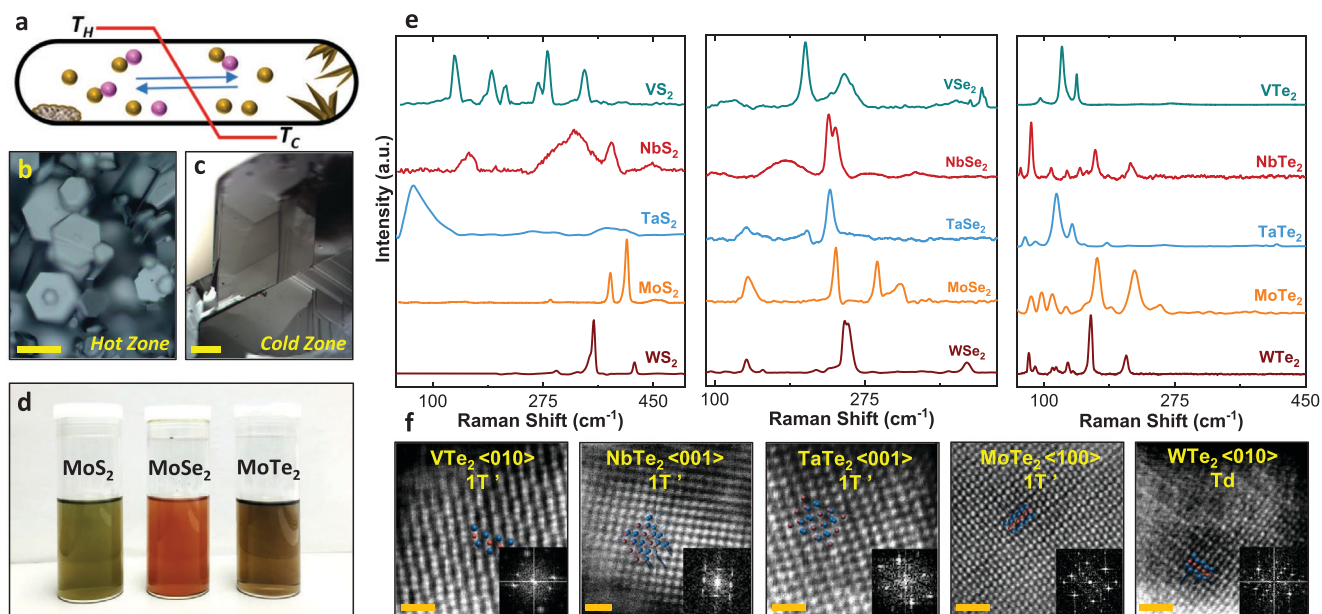 a
T_H
T_C
b
Hot Zone
c
Cold Zone
d
MoS₂
MoSe₂
MoTe₂
e
Intensity (a.u.)
VS₂
NbS₂
TaS₂
MoS₂
WS₂
100
275
450
Raman Shift (cm⁻¹)
VSe₂
NbSe₂
TaSe₂
MoSe₂
WSe₂
100
275
Raman Shift (cm⁻¹)
VTe₂
NbTe₂
TaTe₂
MoTe₂
WTe₂
100
275
450
Raman Shift (cm⁻¹)
f
VTe₂ <010>
1T '
NbTe₂ <001>
1T '
TaTe₂ <001>
1T '
MoTe₂ <100>
1T '
WTe₂ <010>
Td